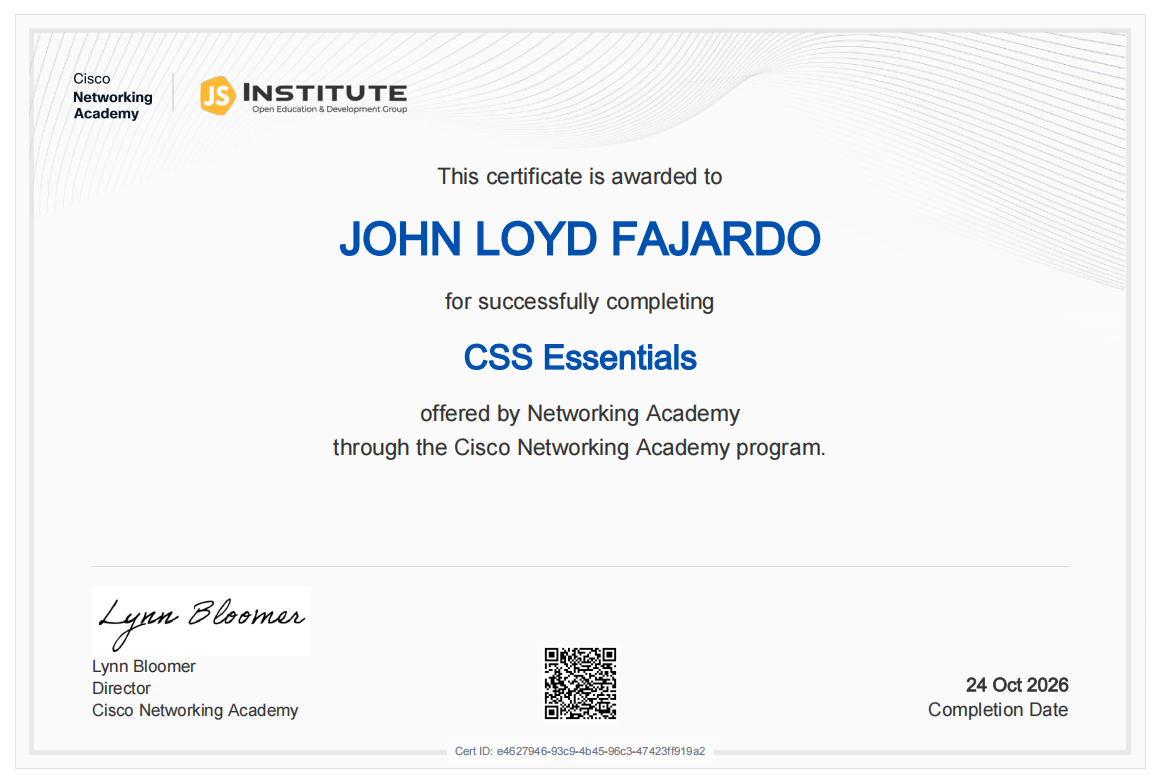 Cisco
Networking
Academy
JS INSTITUTE
Open Education & Development Group
This certificate is awarded to
JOHN LOYD FAJARDO
for successfully completing
CSS Essentials
offered by Networking Academy
through the Cisco Networking Academy program.
Lynn Bloomer
Lynn Bloomer
Director
Cisco Networking Academy
24 Oct 2026
Completion Date
Cert ID: e4627946-93c9-4b45-96c3-47423ff919a2